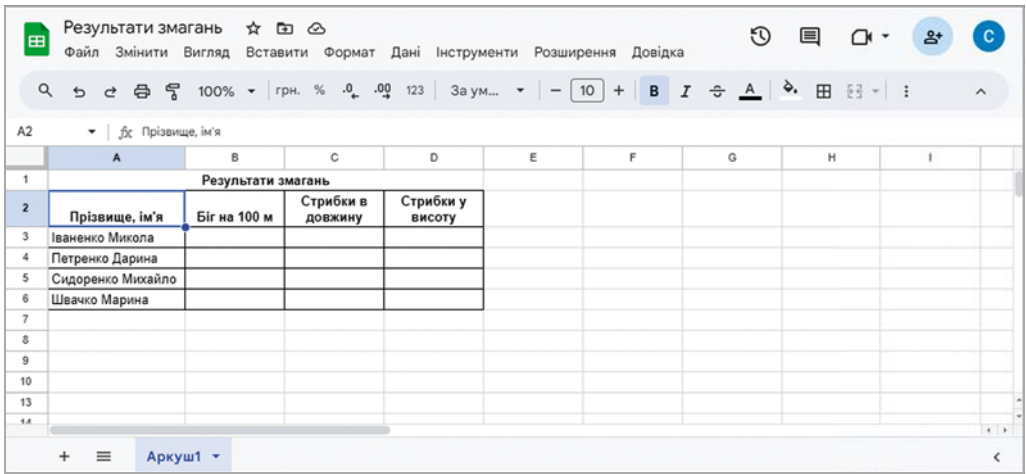 Результати змагань
Файл Змінити Вигляд Вставити Формат Дані Інструменти Розширення Довідка
C
100% грн. % .0 .00 123 За ум... − 10 + B I A
A2 fx Прізвище, ім'я
A B C D E F G H I
1 Результати змагань
2 Прізвище, ім'я Біг на 100 м Стрибки в довжину Стрибки у висоту
3 Іваненко Микола
4 Петренко Дарина
5 Сидоренко Михайло
6 Швачко Марина
7
8
9
10
13
14
+ Аркуш1